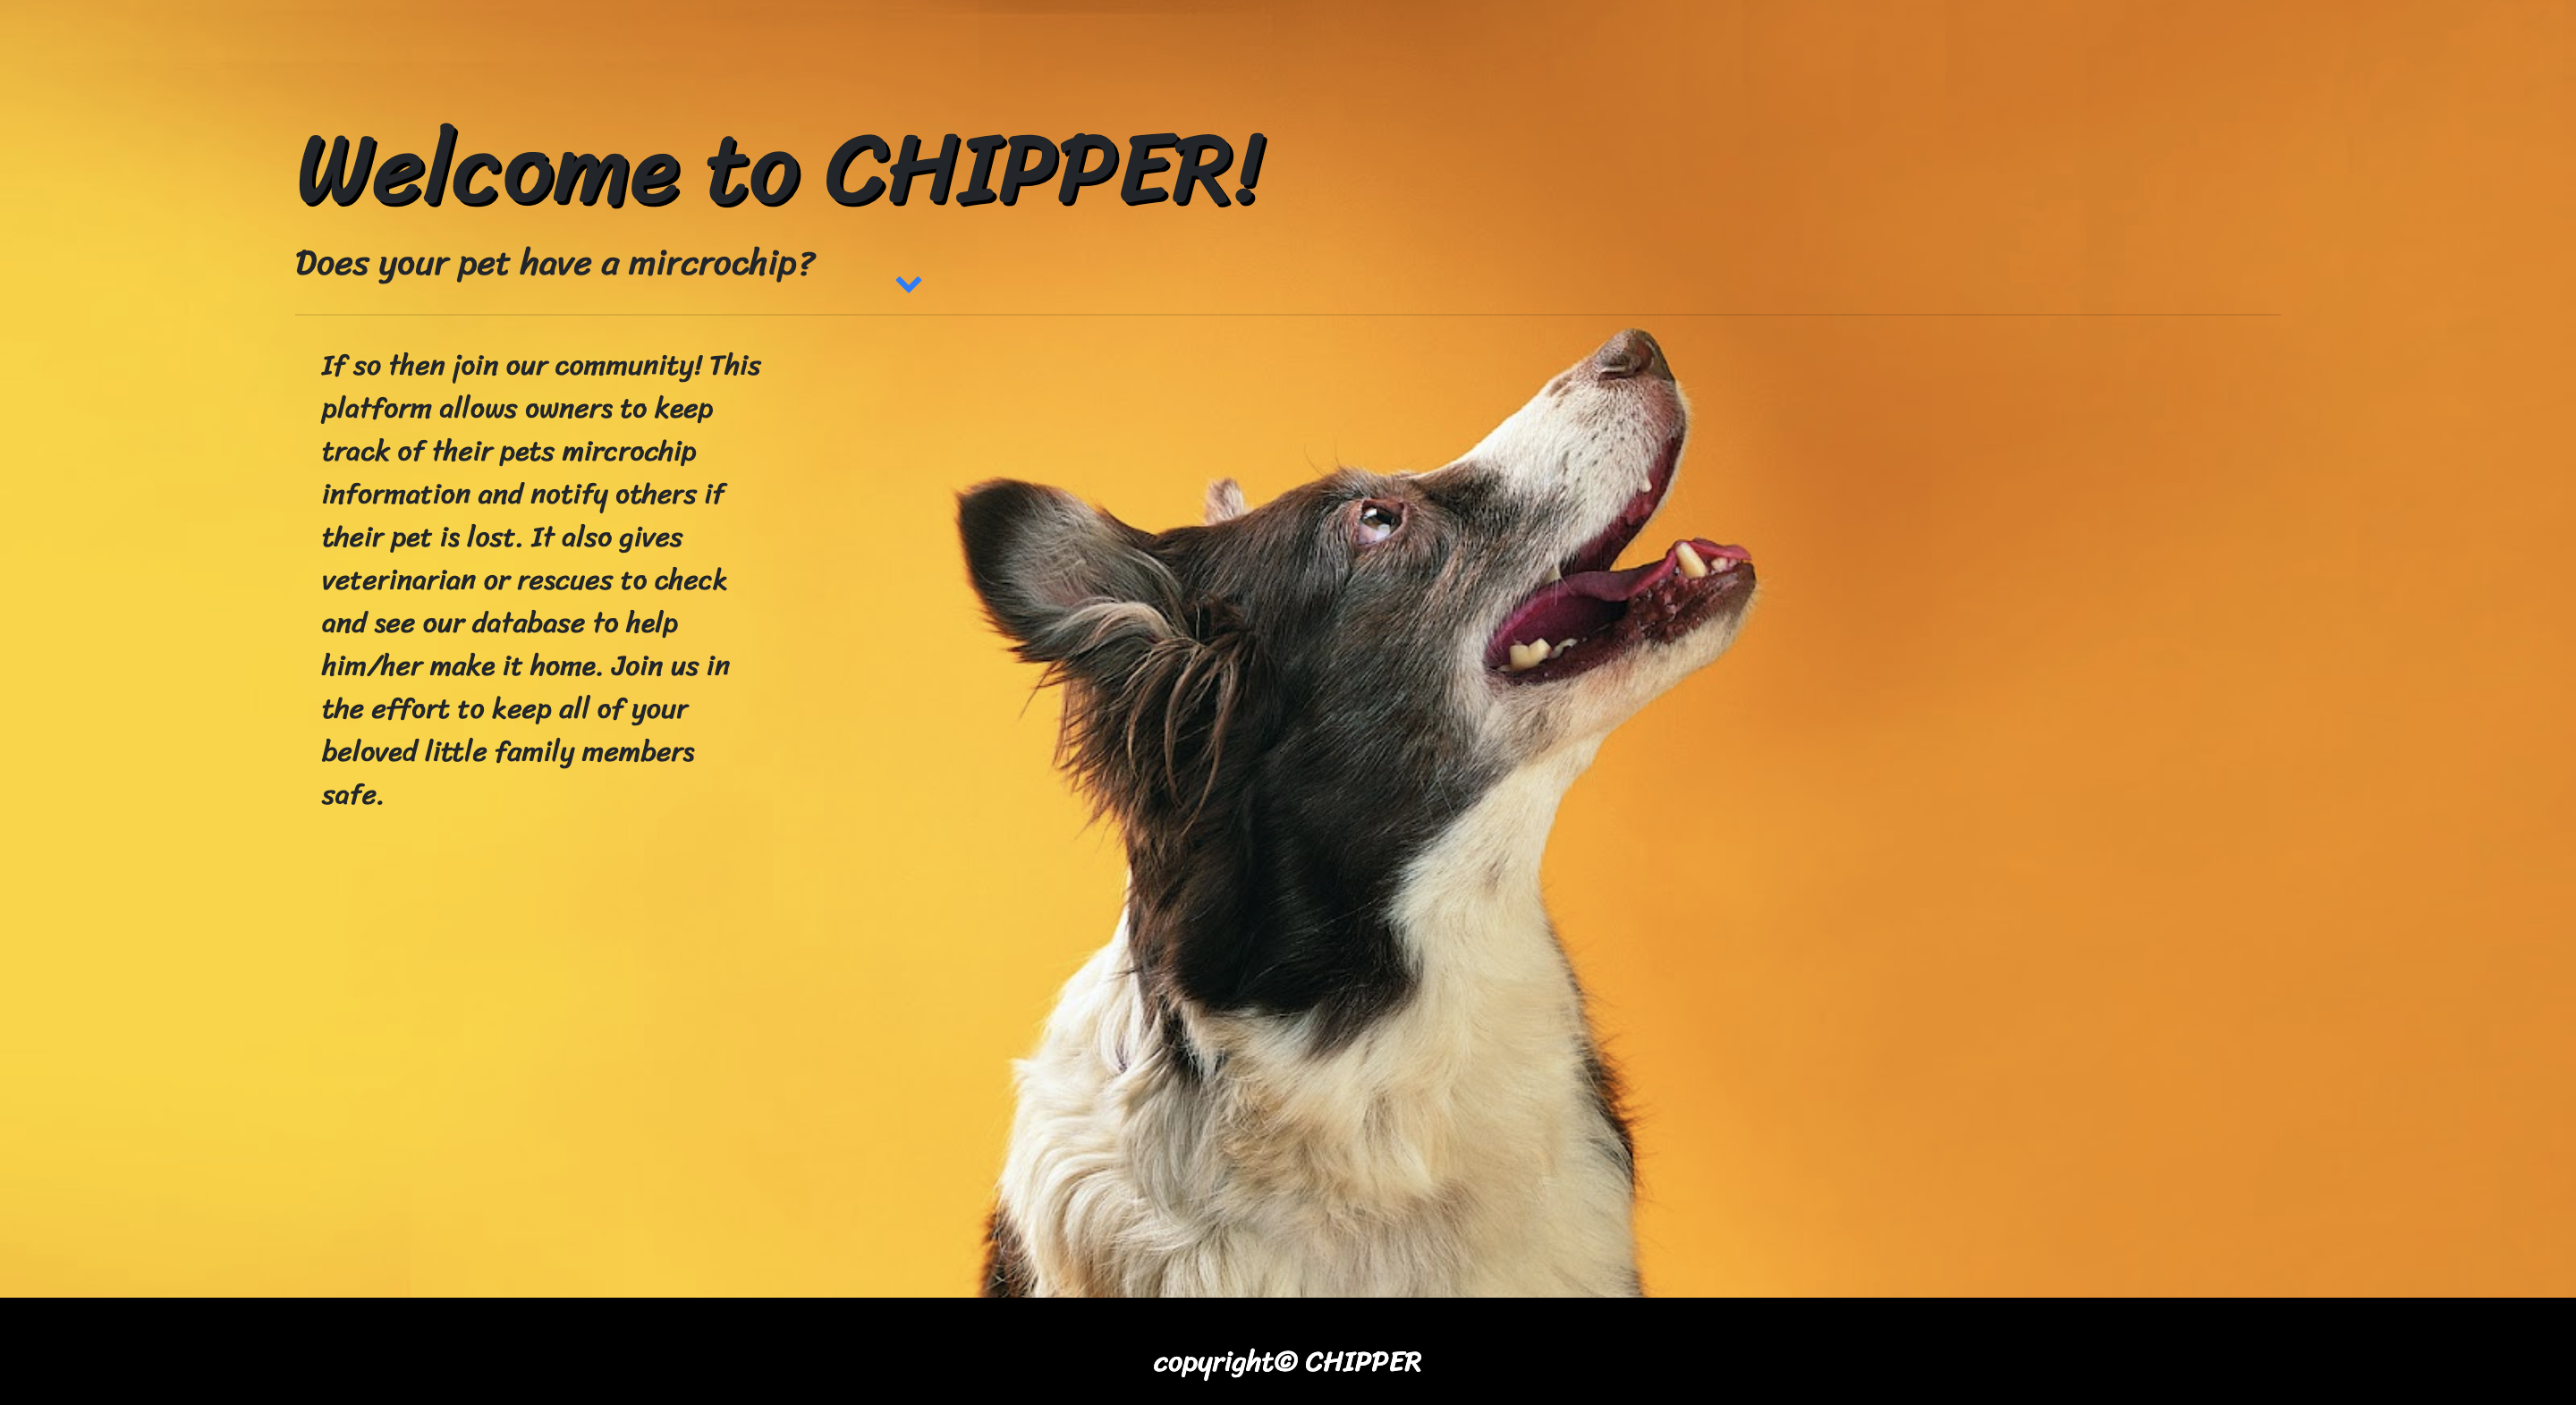 Welcome to CHIPPER!
Does your pet have a mircrochip?
If so then join our community! This
platform allows owners to keep
track of their pets mircrochip
information and notify others if
their pet is lost. It also gives
veterinarian or rescues to check
and see our database to help
him/her make it home. Join us in
the effort to keep all of your
beloved little family members
safe.
copyright© CHIPPER